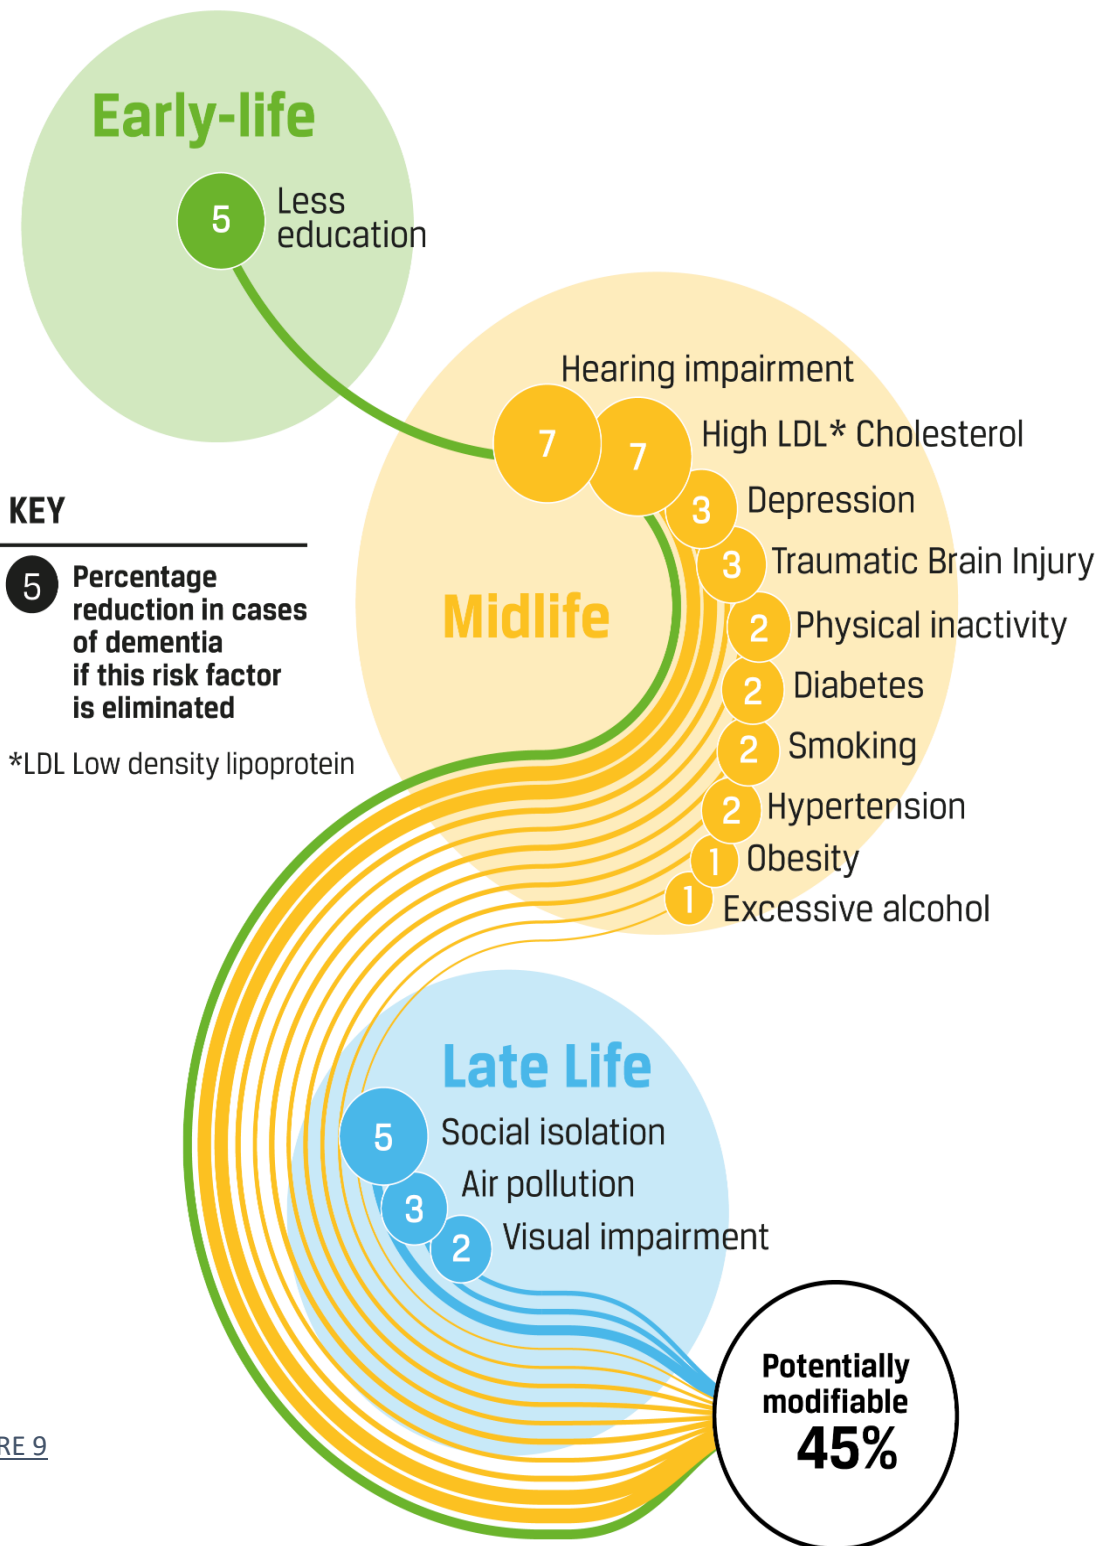 Early-life
5
Less
education
Hearing impairment
7
7
High LDL* Cholesterol
3
Depression
3
Traumatic Brain Injury
Midlife
2
Physical inactivity
2
Diabetes
2
Smoking
2
Hypertension
1
Obesity
1
Excessive alcohol
KEY
5
Percentage
reduction in cases
of dementia
if this risk factor
is eliminated
*LDL Low density lipoprotein
Late Life
5
Social isolation
3
Air pollution
2
Visual impairment
Potentially
modifiable
45%
RE 9